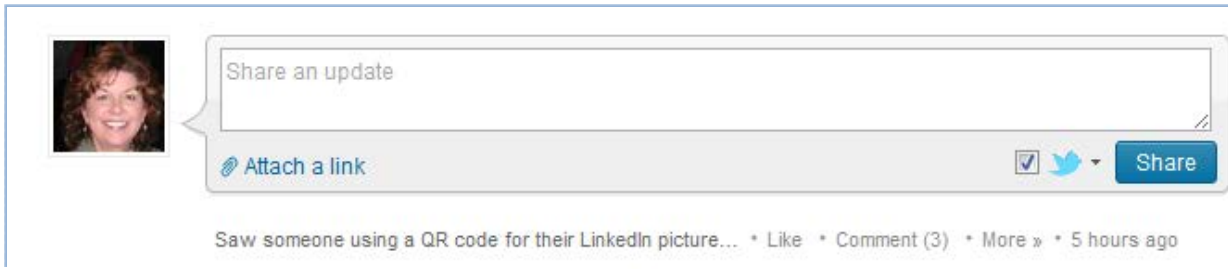 Share an update
Attach a link
Share
Saw someone using a QR code for their LinkedIn picture... • Like • Comment (3) • More » • 5 hours ago